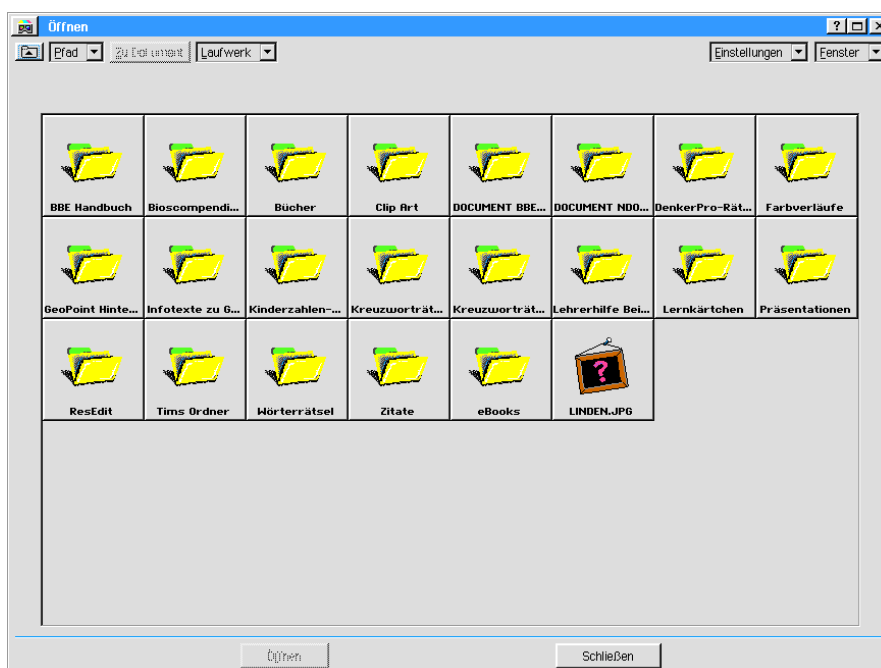 Öffnen
Pfad Zu Dokument Laufwerk Einstellungen Fenster
BBE Handbuch Bioscompendi... Bücher Clip Art DOCUMENT BBE... DOCUMENT NDO... DenkerPro-Rät... Farbverläufe
GeoPoint Hinte... Infotexte zu G... Kinderzahlen-... Kreuzworträt... Kreuzworträt... Lehrerhilfe Bei... Lernkärtchen Präsentationen
ResEdit Tims Ordner Wörterrätsel Zitate eBooks LINDEN.JPG
Öffnen Schließen